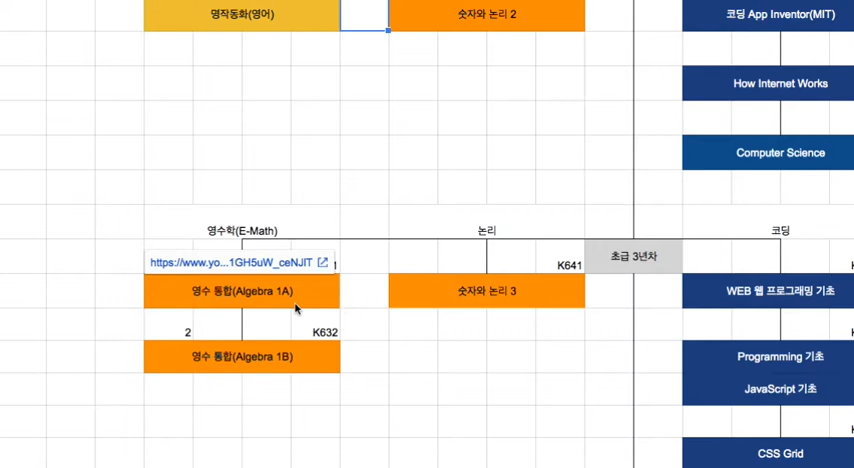 명작동화(영어)
숫자와 논리 2
코딩 App Inventor(MIT)
How Internet Works
Computer Science
영수학(E-Math)
논리
코딩
초급 3년차
https://www.yo...1GH5uW_ceNJIT
1
K641
영수 통합(Algebra 1A)
숫자와 논리 3
WEB 웹 프로그래밍 기초
2
K632
영수 통합(Algebra 1B)
Programming 기초
JavaScript 기초
CSS Grid